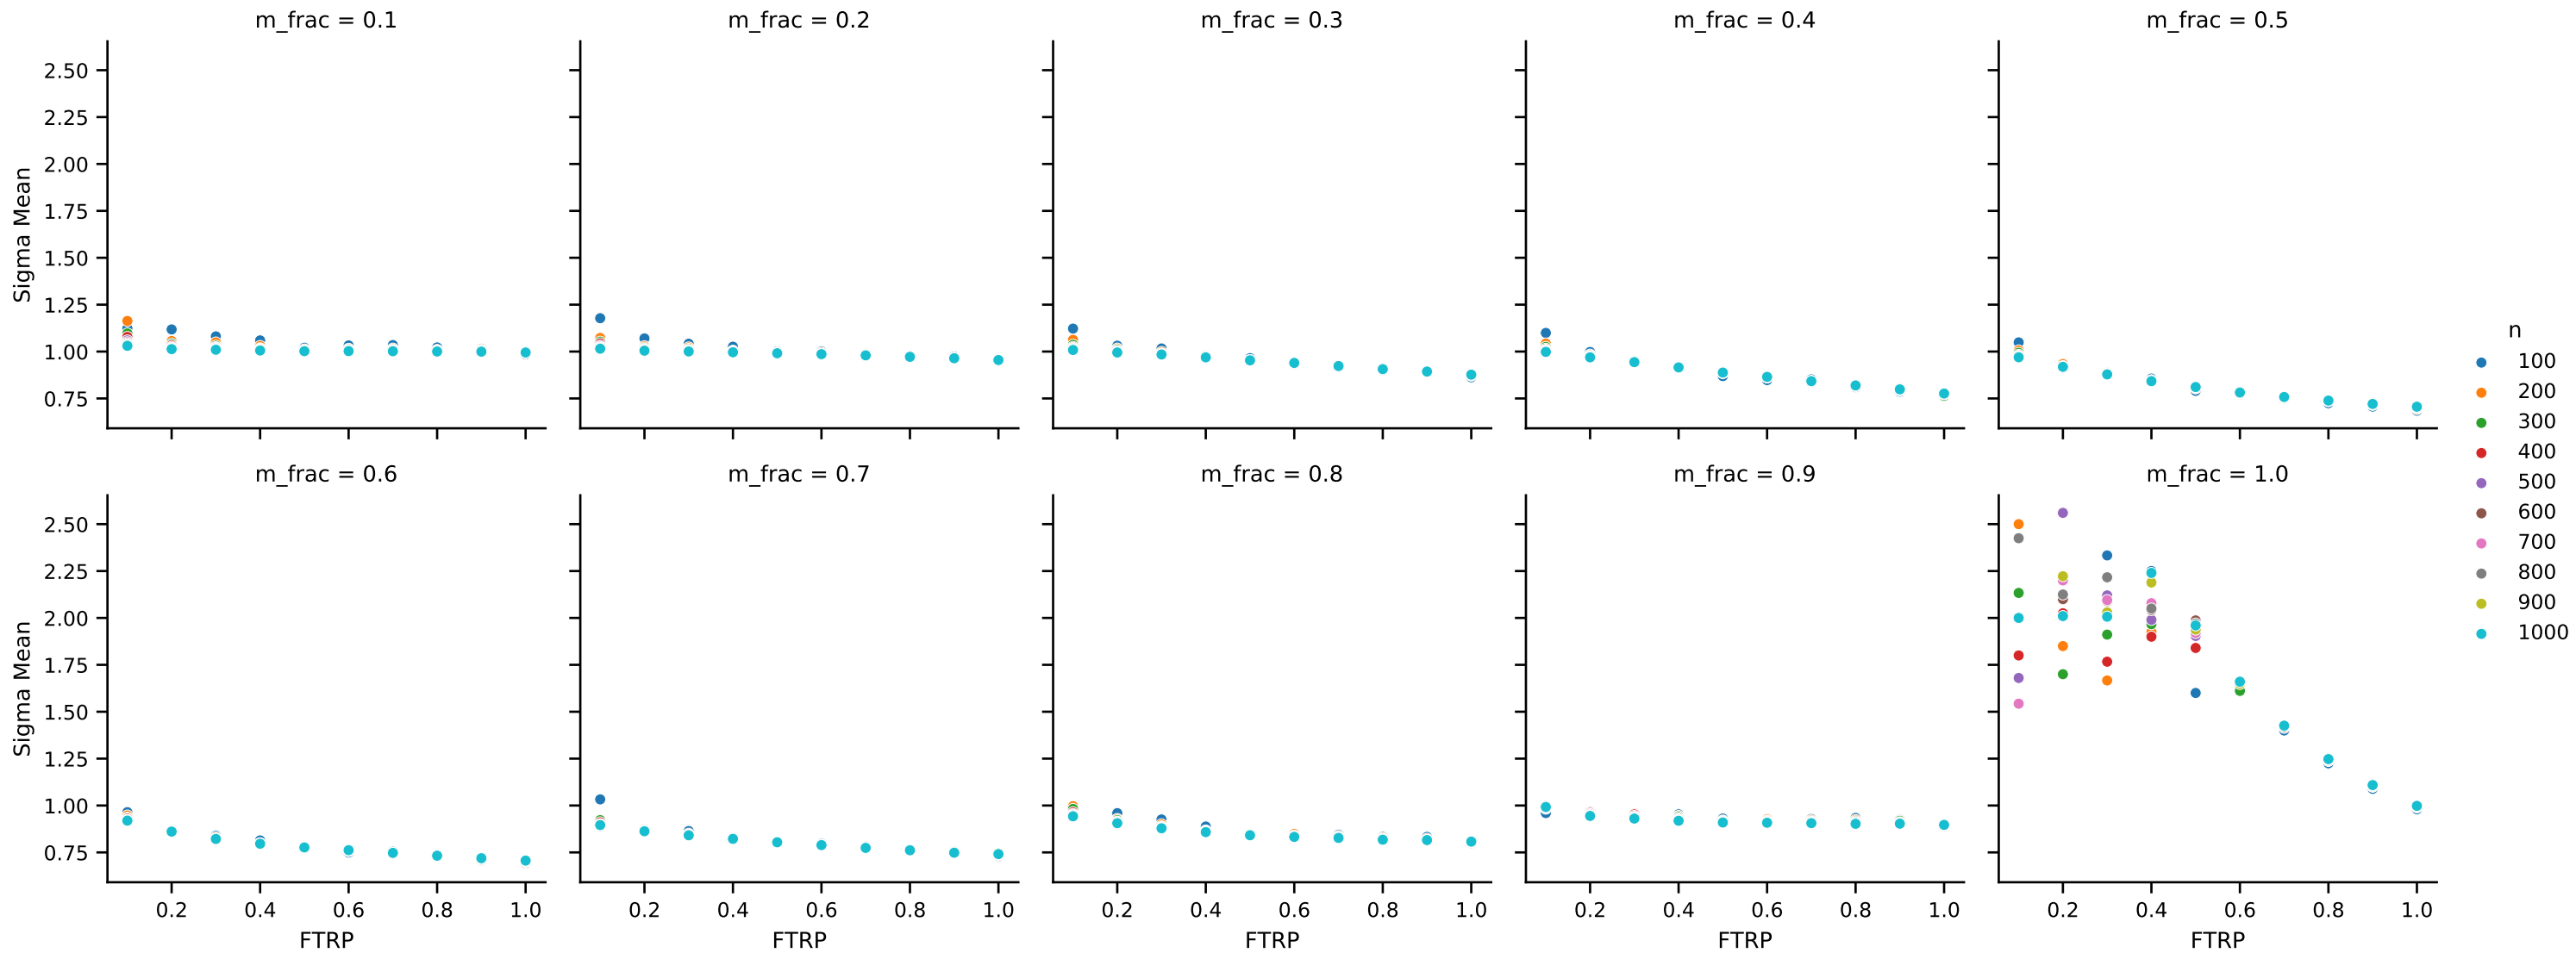 m_frac = 0.1
m_frac = 0.2
m_frac = 0.3
m_frac = 0.4
m_frac = 0.5
2.50
2.25
2.00
1.75
1.50
1.25
1.00
0.75
Sigma Mean
m_frac = 0.6
m_frac = 0.7
m_frac = 0.8
m_frac = 0.9
m_frac = 1.0
2.50
2.25
2.00
1.75
1.50
1.25
1.00
0.75
Sigma Mean
0.2 0.4 0.6 0.8 1.0
FTRP
0.2 0.4 0.6 0.8 1.0
FTRP
0.2 0.4 0.6 0.8 1.0
FTRP
0.2 0.4 0.6 0.8 1.0
FTRP
0.2 0.4 0.6 0.8 1.0
FTRP
n
100
200
300
400
500
600
700
800
900
1000